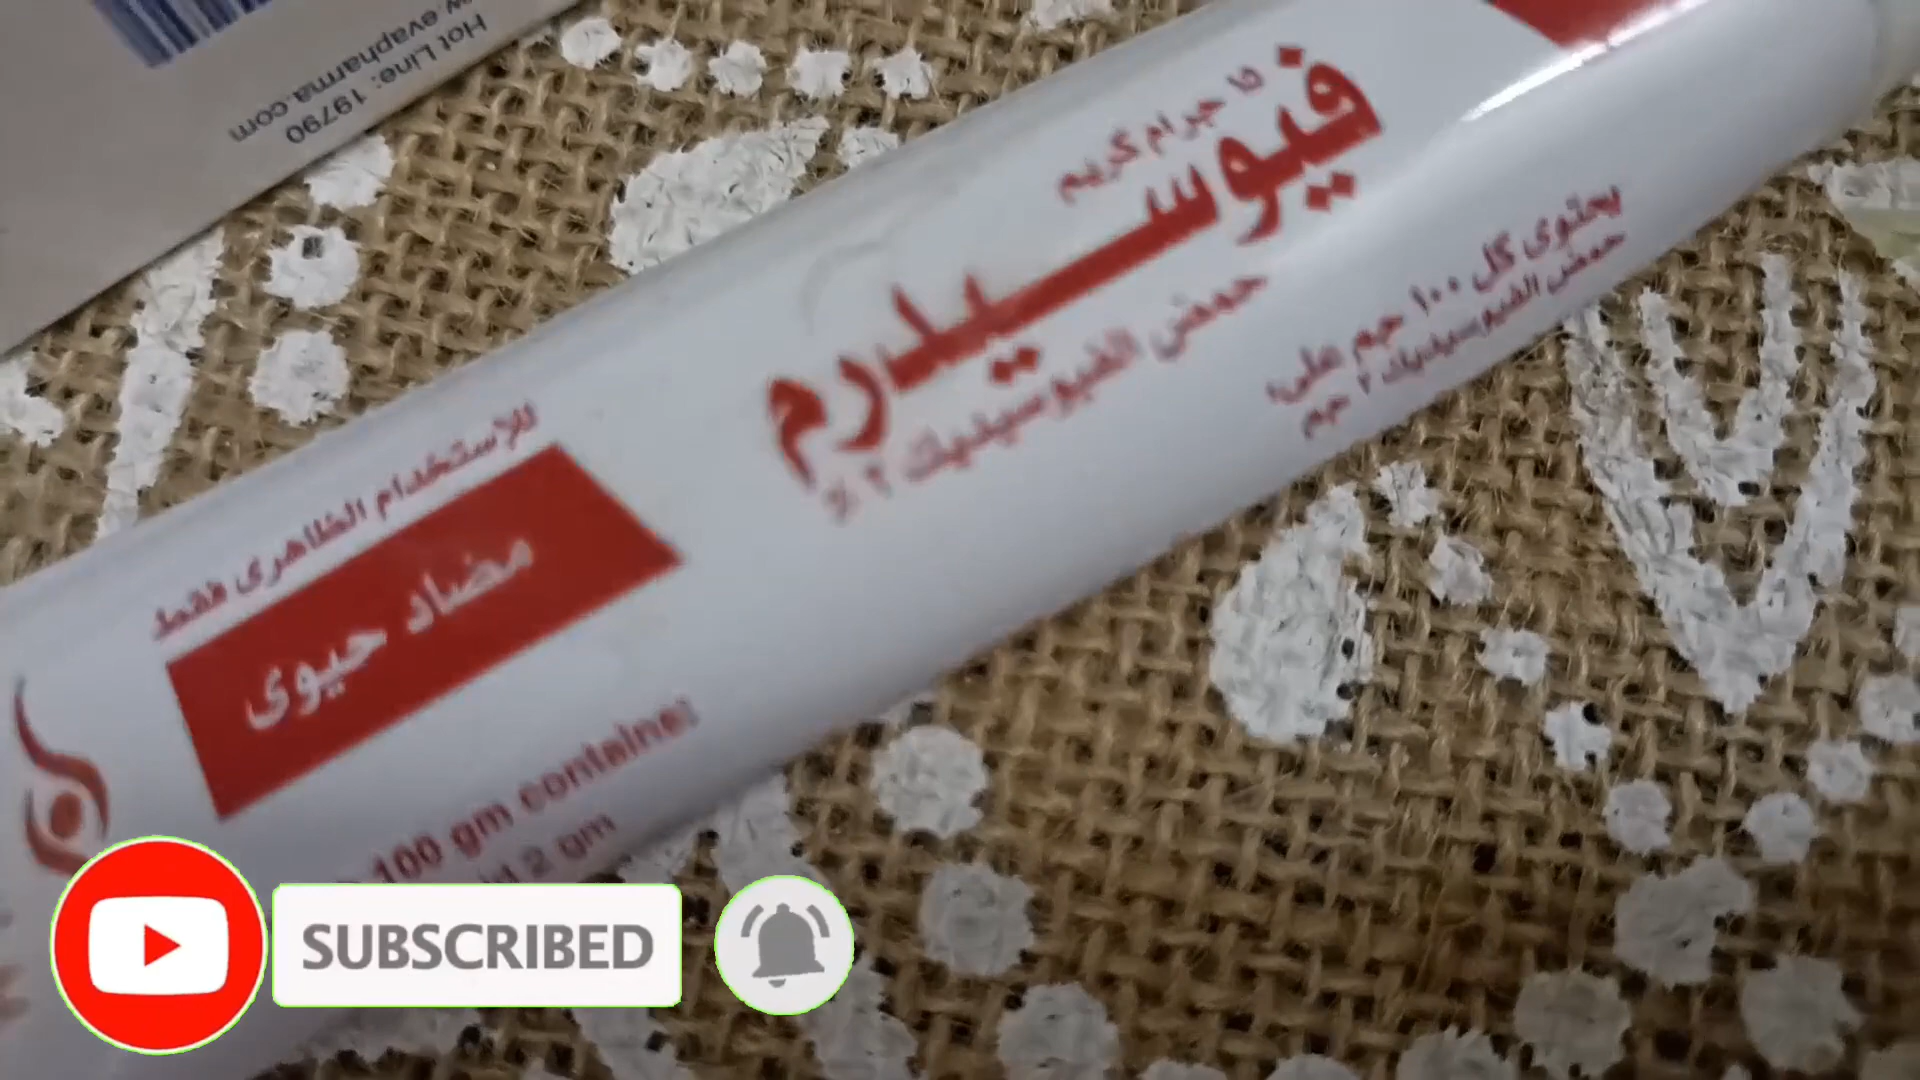 Hot Line: 19790
evapharma.com
١٥ جرام كريم
فيوسيدرم
حمض الفيوسيديك ٢ ٪
يحتوى كل ١٠٠ جم على:
حمض الفيوسيديك ٢ جم
للاستخدام الظاهرى فقط
مضاد حيوى
100 gm contains:
2 gm
SUBSCRIBED